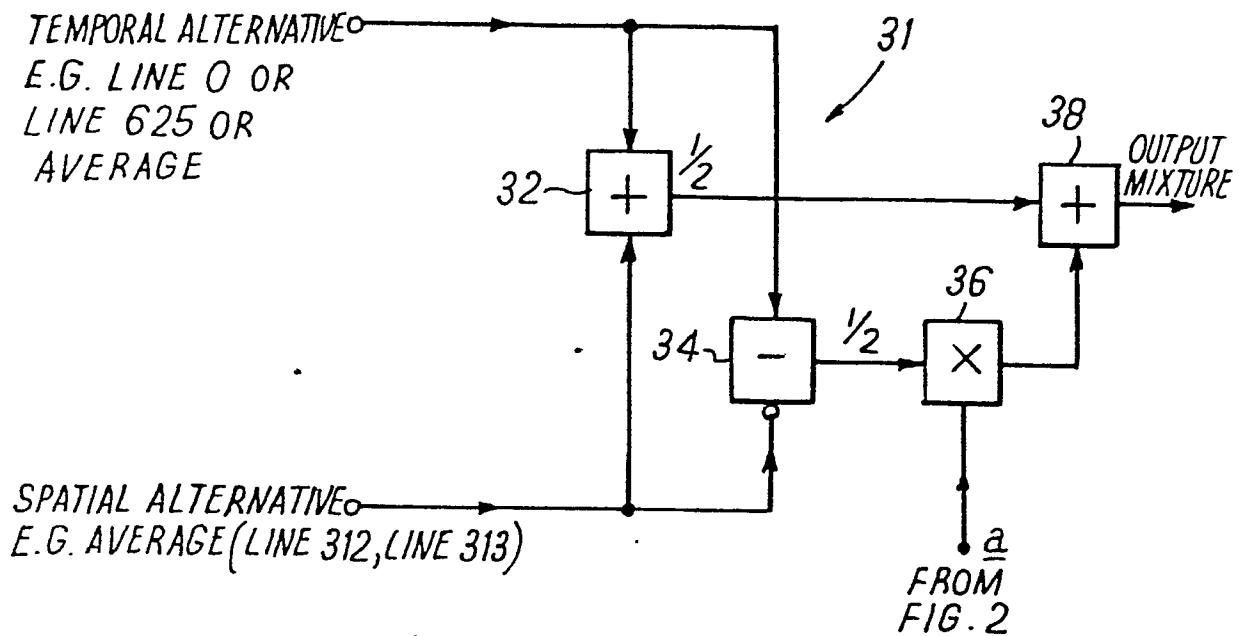 TEMPORAL ALTERNATIVE
E.G. LINE 0 OR
LINE 625 OR
AVERAGE
31
38
OUTPUT
MIXTURE
32
+
1/2
+
36
34
-
1/2
×
SPATIAL ALTERNATIVE
E.G. AVERAGE (LINE 312, LINE 313)
a
FROM
FIG. 2